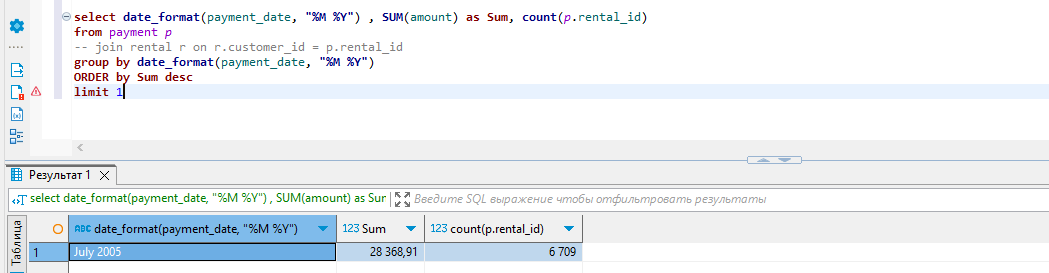 select date_format(payment_date, "%M %Y") , SUM(amount) as Sum, count(p.rental_id)
from payment p
-- join rental r on r.customer_id = p.rental_id
group by date_format(payment_date, "%M %Y")
ORDER by Sum desc
limit 1
Результат 1
select date_format(payment_date, "%M %Y") , SUM(amount) as Sur
Введите SQL выражение чтобы отфильтровать результаты
Таблица
ABC date_format(payment_date, "%M %Y")
123 Sum
123 count(p.rental_id)
1 July 2005 28 368,91 6 709